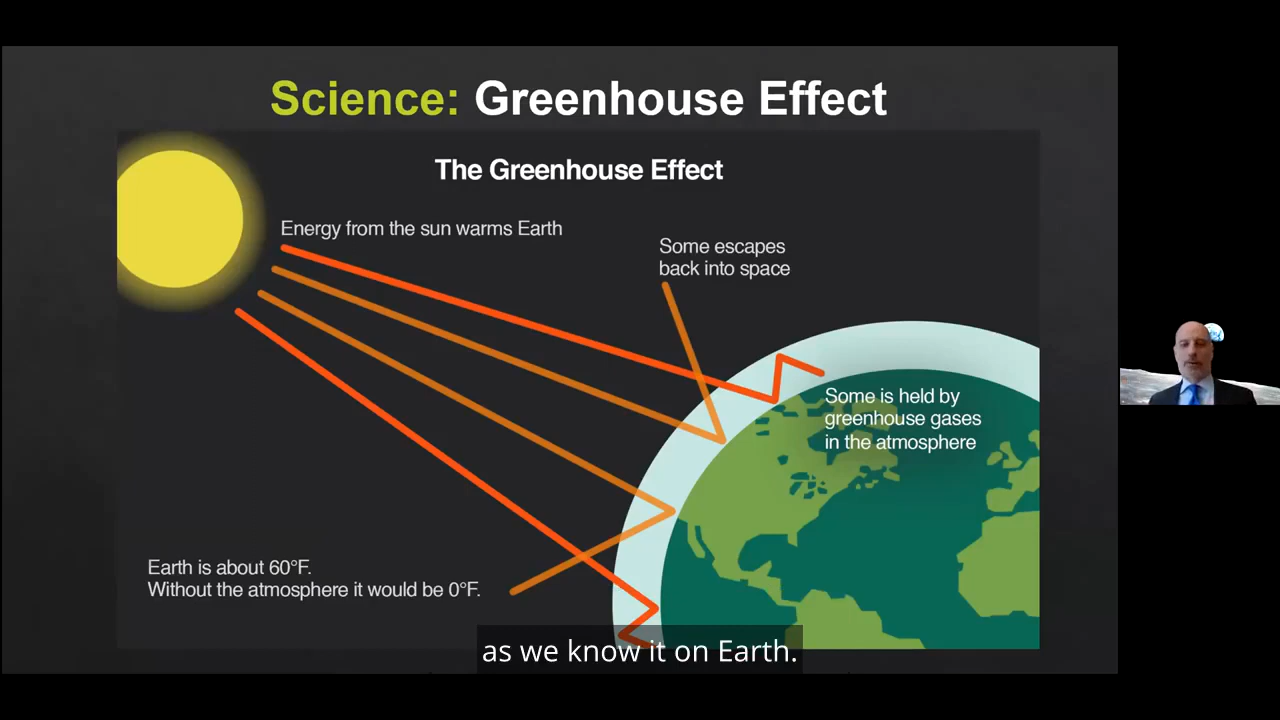 Science: Greenhouse Effect
The Greenhouse Effect
Energy from the sun warms Earth
Some escapes
back into space
Some is held by
greenhouse gases
in the atmosphere
Earth is about 60°F.
Without the atmosphere it would be 0°F.
as we know it on Earth.